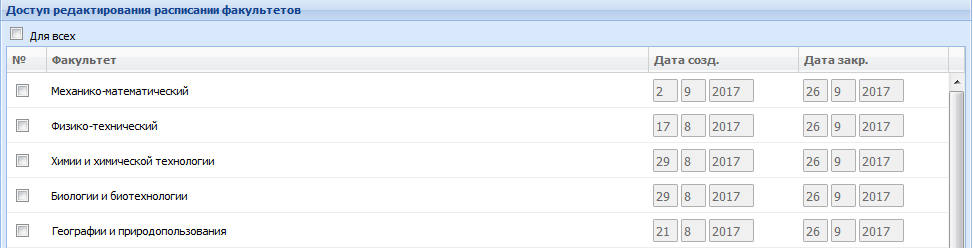 Доступ редактирования расписании факультетов
Для всех
№ Факультет Дата созд. Дата закр.
Механико-математический 2 9 2017 26 9 2017
Физико-технический 17 8 2017 26 9 2017
Химии и химической технологии 29 8 2017 26 9 2017
Биологии и биотехнологии 29 8 2017 26 9 2017
Географии и природопользования 21 8 2017 26 9 2017